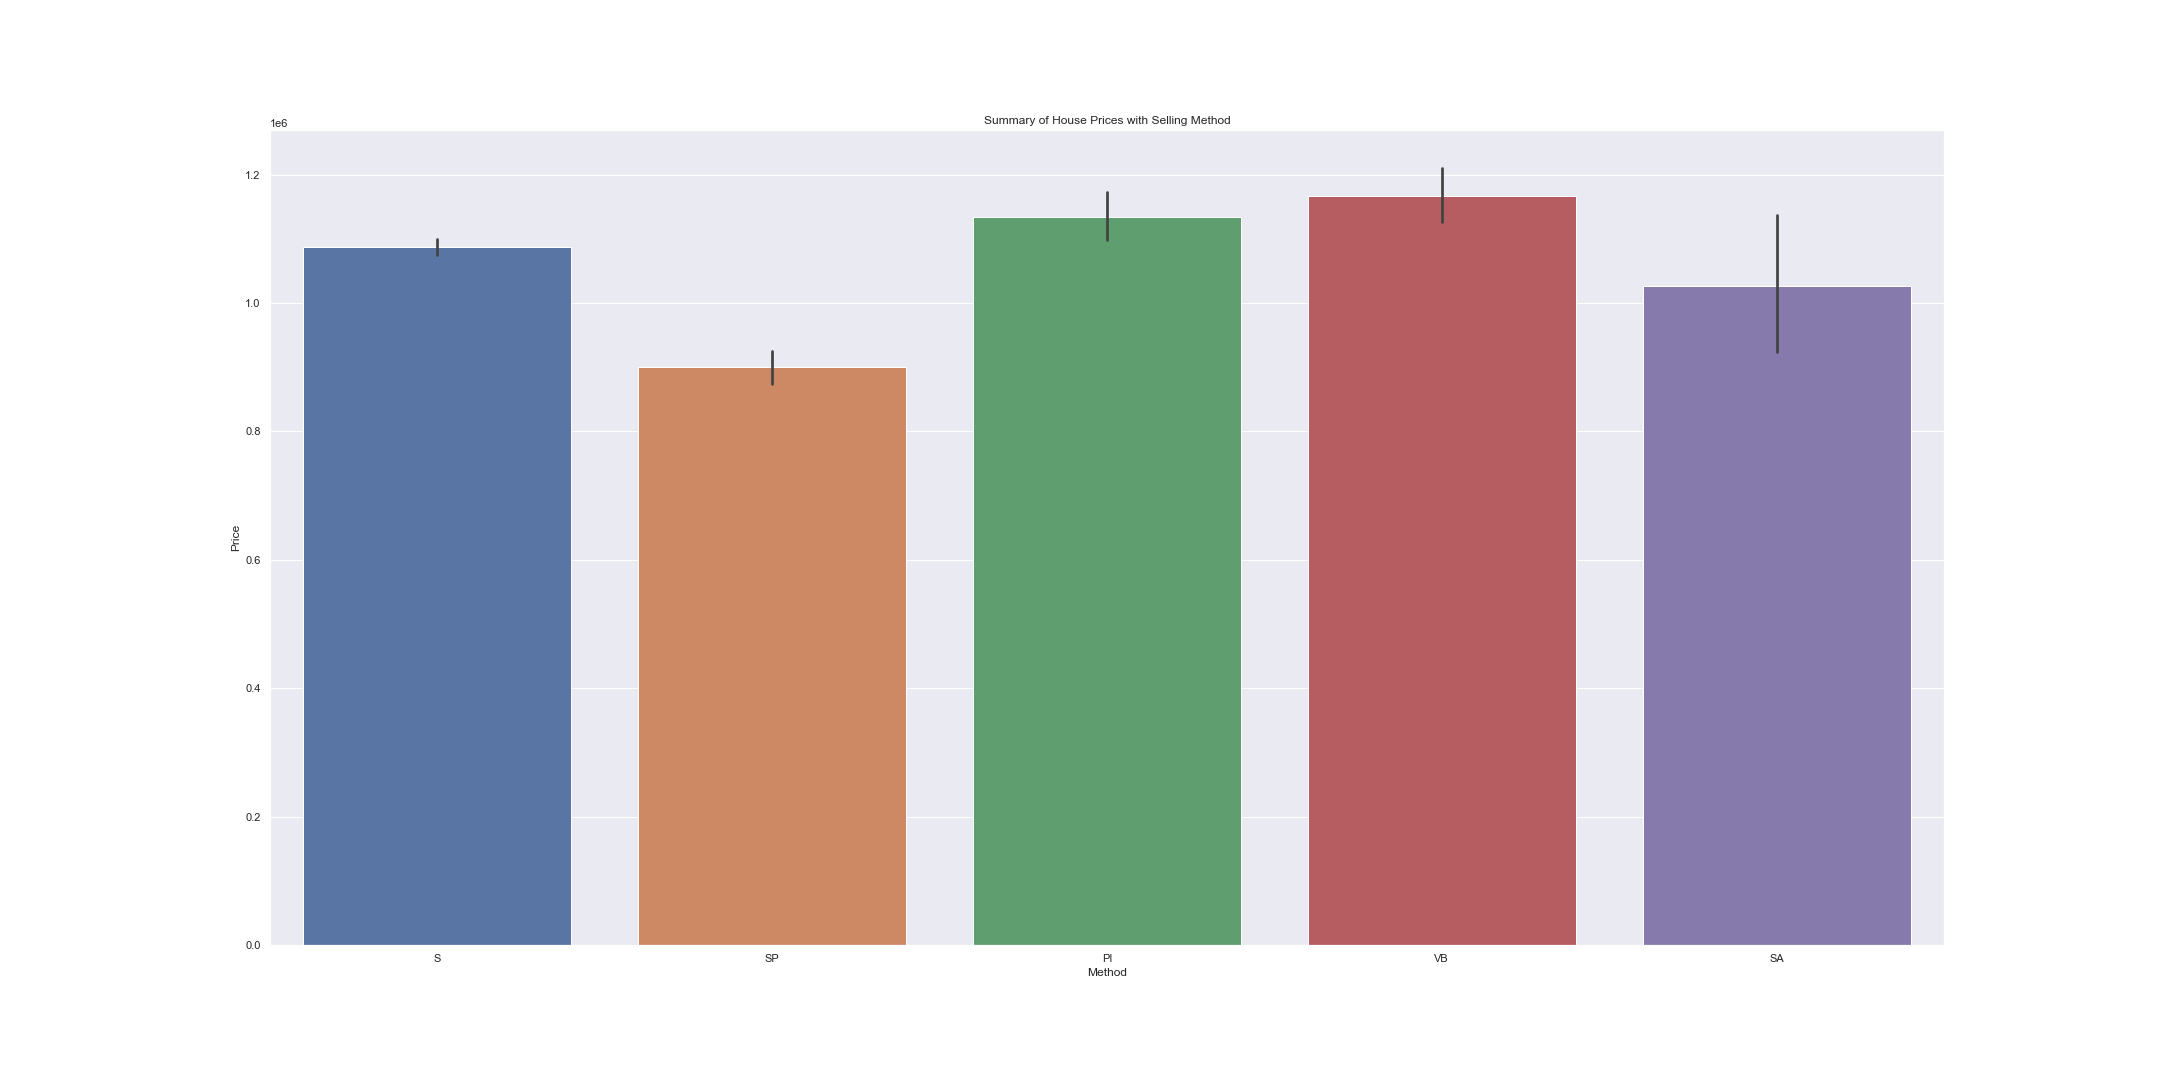 Summary of House Prices with Selling Method
1e6
1.2
1.0
0.8
0.6
0.4
0.2
0.0
Price
S SP PI VB SA
Method